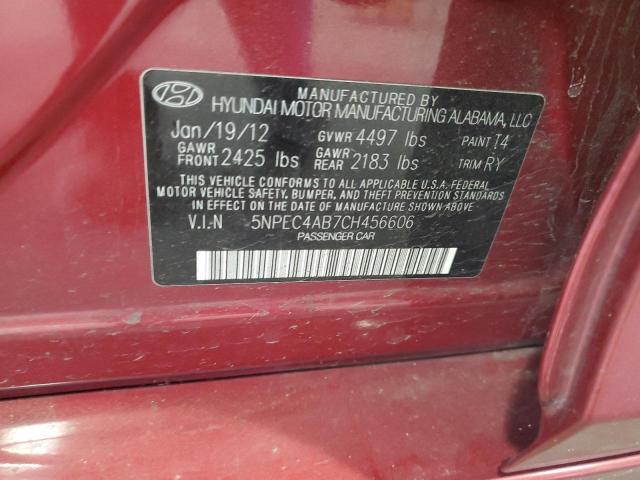 MANUFACTURED BY
HYUNDAI MOTOR MANUFACTURING ALABAMA, LLC
Jan/19/12 GVWR 4497 lbs PAINT T4
GAWR FRONT 2425 lbs GAWR REAR 2183 lbs TRIM RY
THIS VEHICLE CONFORMS TO ALL APPLICABLE U.S.A. FEDERAL
MOTOR VEHICLE SAFETY, BUMPER, AND THEFT PREVENTION STANDARDS
IN EFFECT ON THE DATE OF MANUFACTURE SHOWN ABOVE
V.I.N 5NPEC4AB7CH456606
PASSENGER CAR